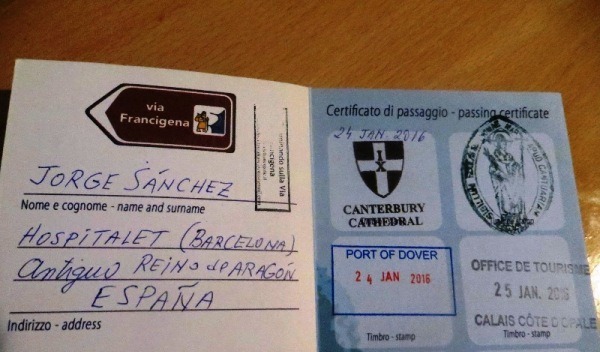 via
Francigena
JORGE SÁNCHEZ
Nome e cognome - name and surname
HOSPITALET (BARCELONA)
Antiguo REINO de ARAGÓN
ESPAÑA
Indirizzo - address
Certificato di passaggio - passing certificate
24 JAN. 2016
CANTERBURY
CATHEDRAL
PORT OF DOVER
24 JAN 2016
Timbro - stamp
OFFICE DE TOURISME
25 JAN. 2016
CALAIS CÔTE D'OPALE
Timbro - stamp